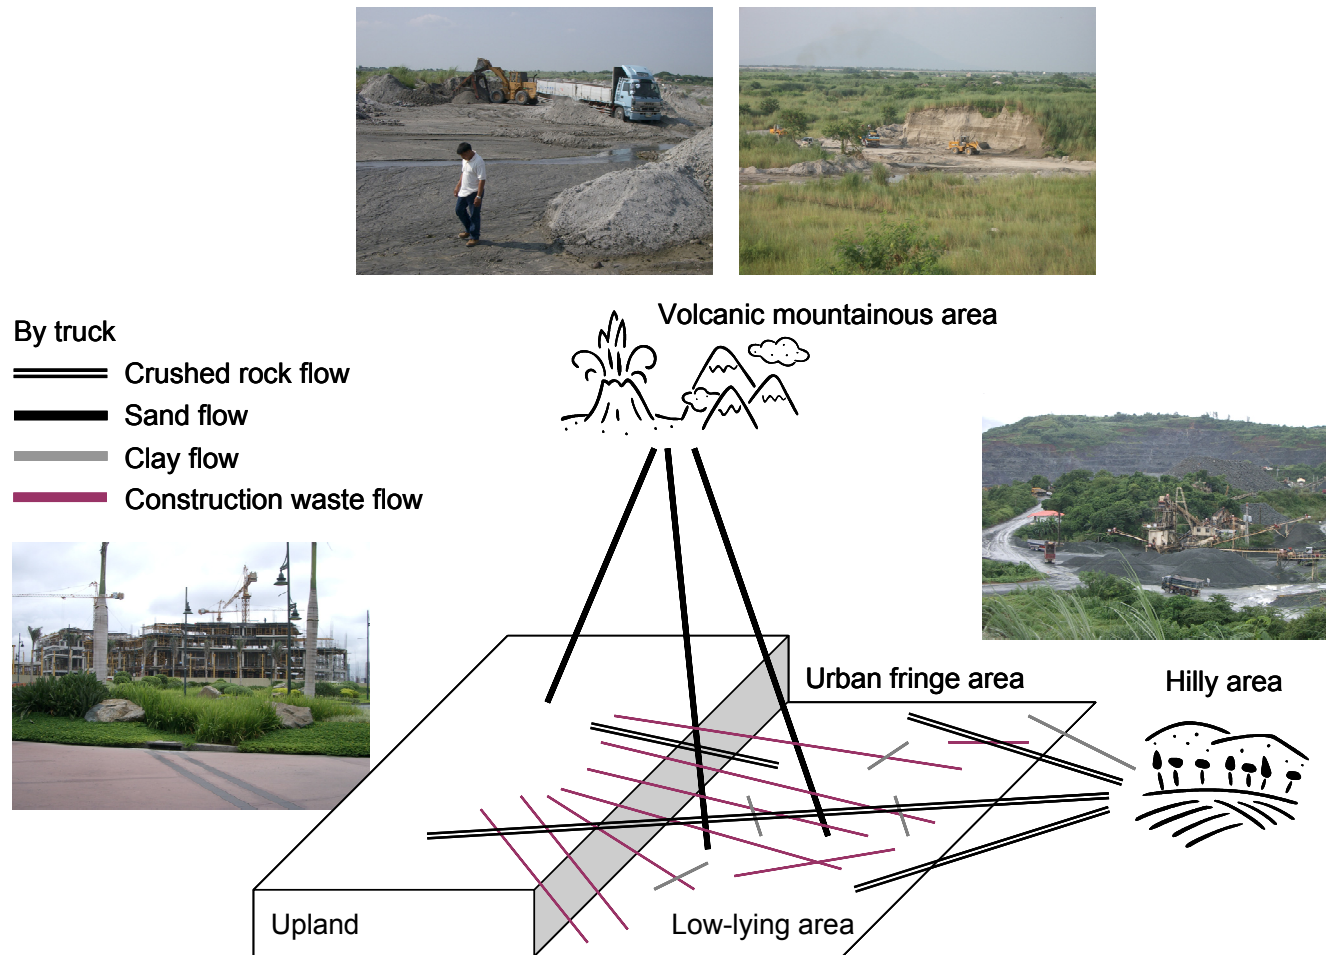 Volcanic mountainous area
By truck
Crushed rock flow
Sand flow
Clay flow
Construction waste flow
Urban fringe area
Hilly area
Upland
Low-lying area